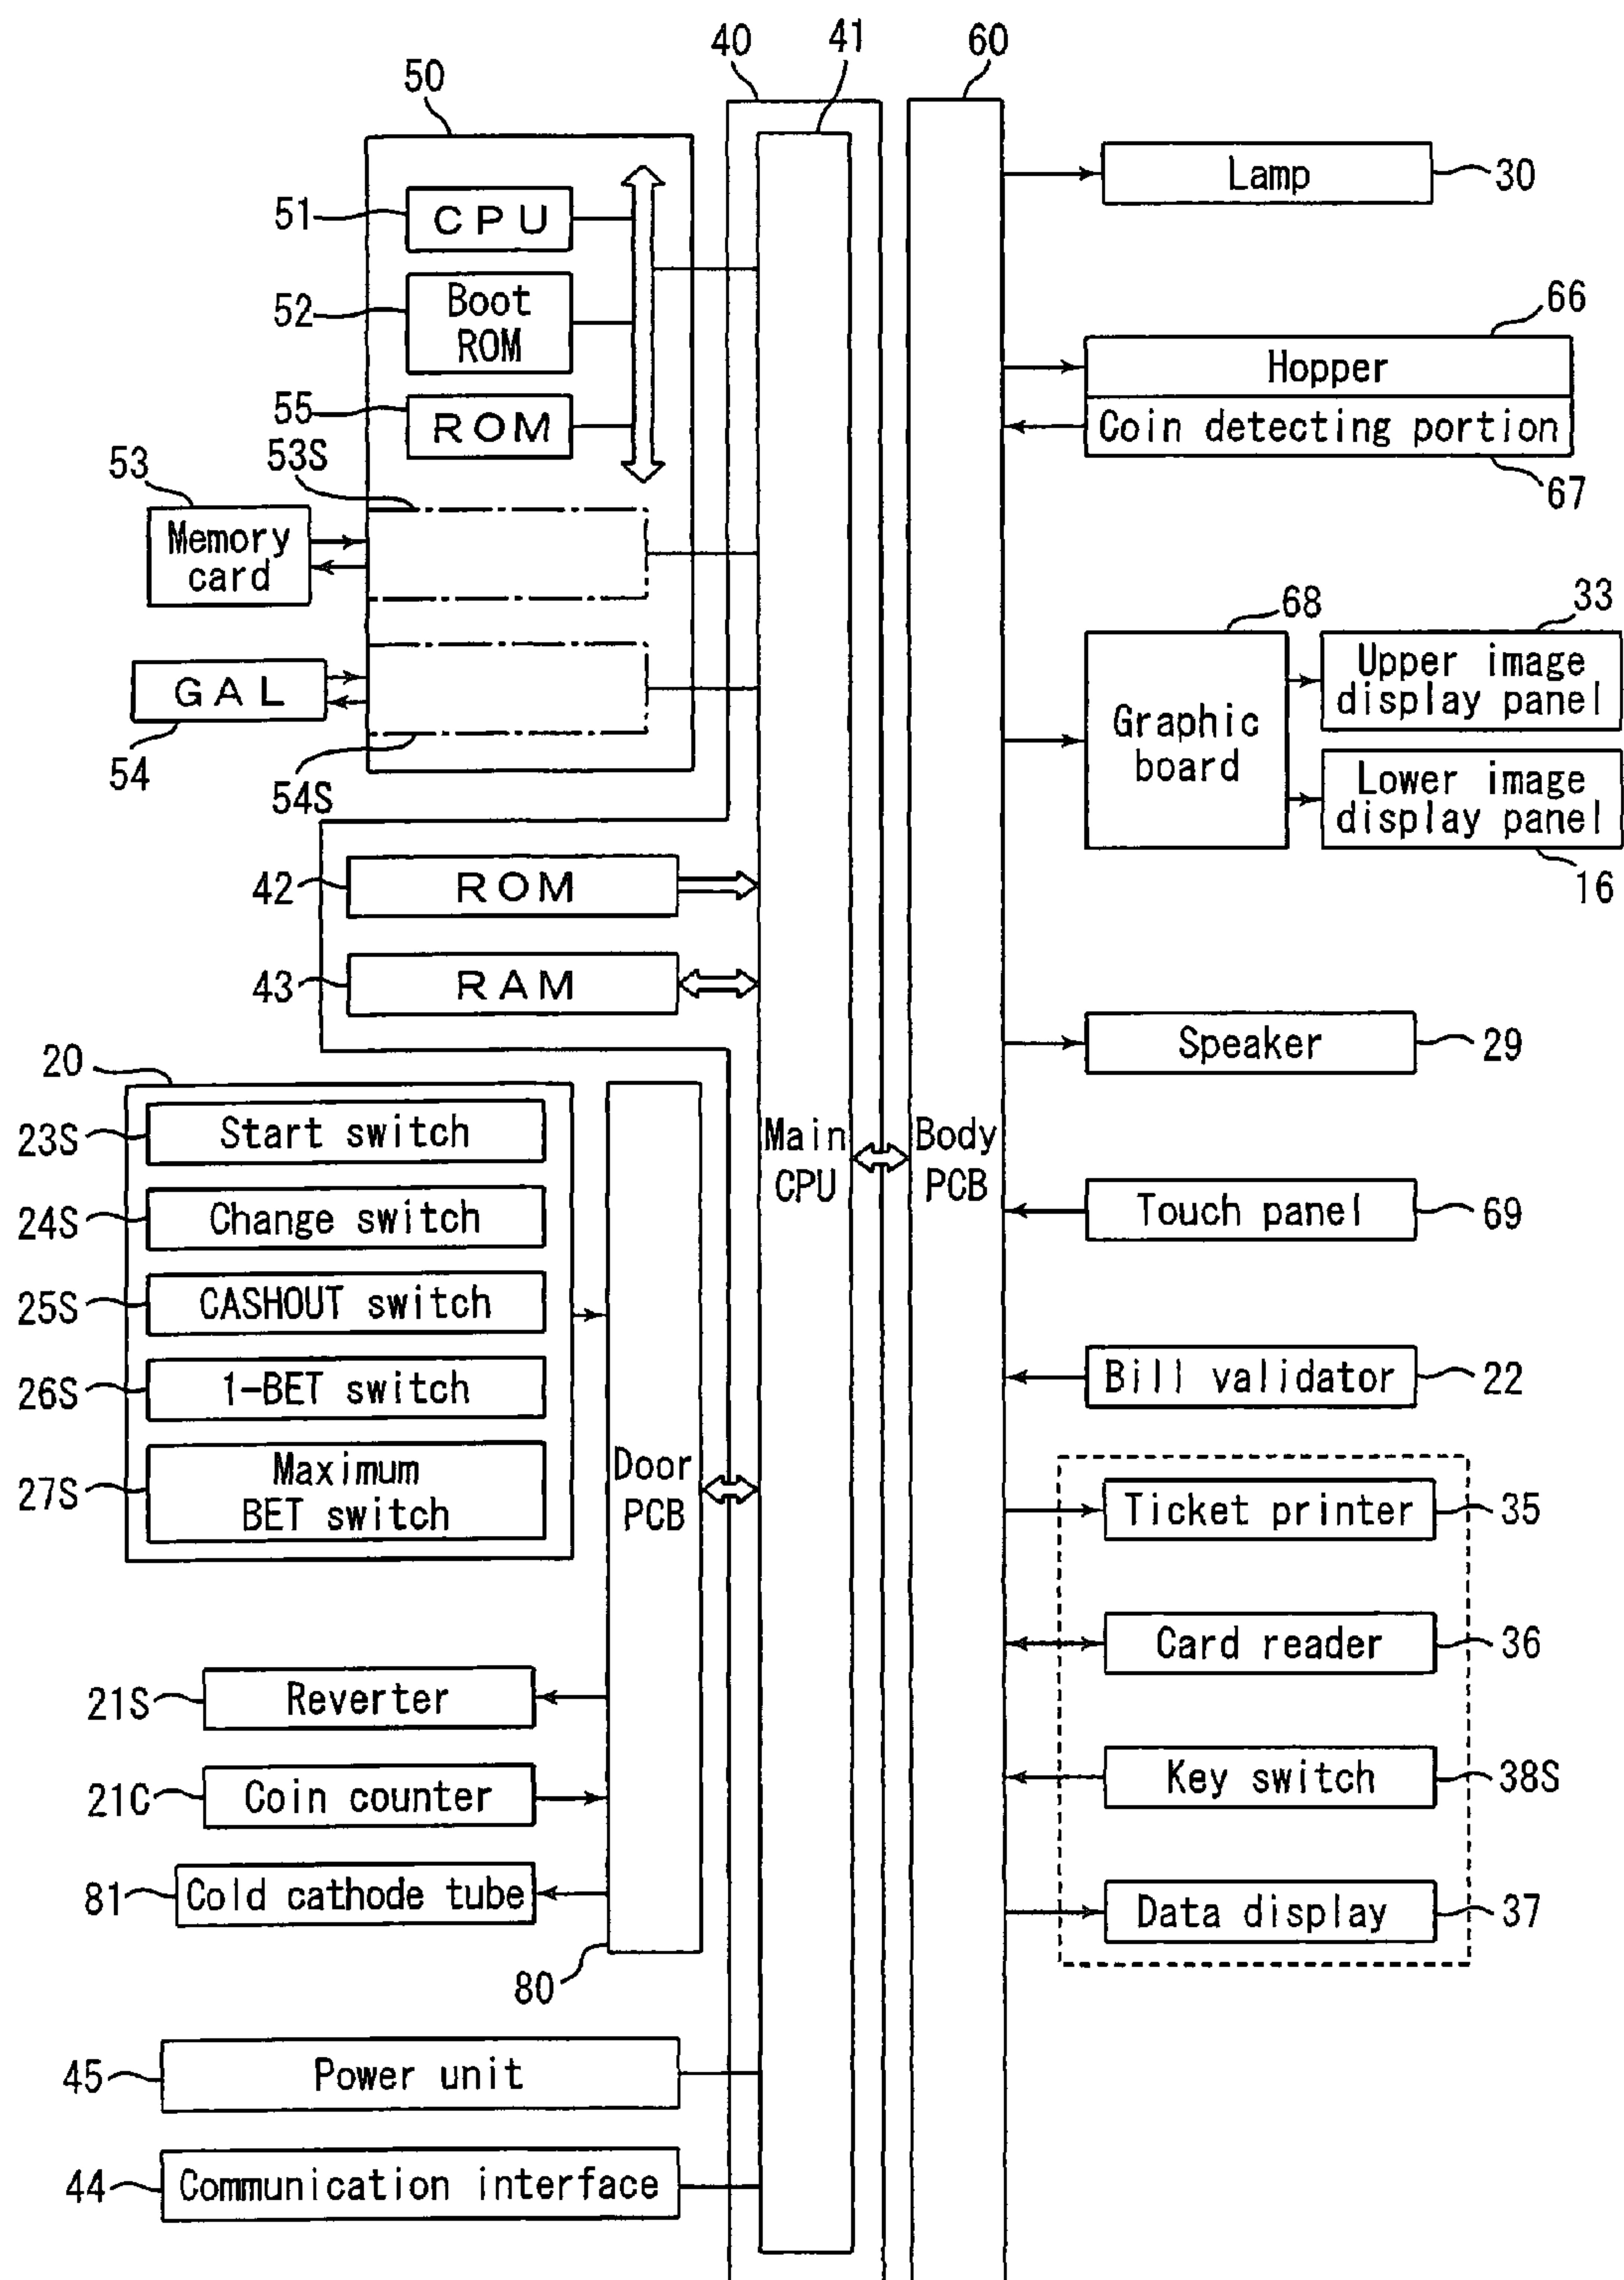 40
41
60
50
51
CPU
52
Boot
ROM
55
ROM
53S
53
Memory
card
GAL
54
54S
42
ROM
43
RAM
20
23S
Start switch
24S
Change switch
25S
CASHOUT switch
26S
1-BET switch
27S
Maximum
BET switch
Door
PCB
Main
CPU
Body
PCB
21S
Reverter
21C
Coin counter
81
Cold cathode tube
80
45
Power unit
44
Communication interface
Lamp
30
66
Hopper
Coin detecting portion
67
68
Graphic
board
33
Upper image
display panel
Lower image
display panel
16
Speaker
29
Touch panel
69
Bill validator
22
Ticket printer
35
Card reader
36
Key switch
38S
Data display
37